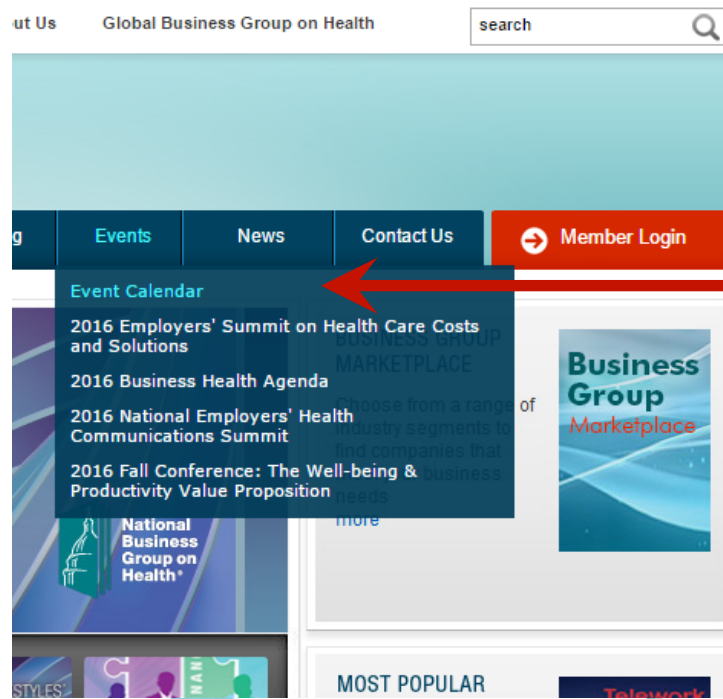 ut Us Global Business Group on Health search
g Events News Contact Us Member Login
Event Calendar
2016 Employers' Summit on Health Care Costs
and Solutions
2016 Business Health Agenda
2016 National Employers' Health
Communications Summit
2016 Fall Conference: The Well-being &
Productivity Value Proposition
BUSINESS GROUP
MARKETPLACE
Choose from a range of
industry segments to
find companies that
business
needs
more
Business
Group
Marketplace
National
Business
Group on
Health®
STYLES
NAN
MOST POPULAR
Telework